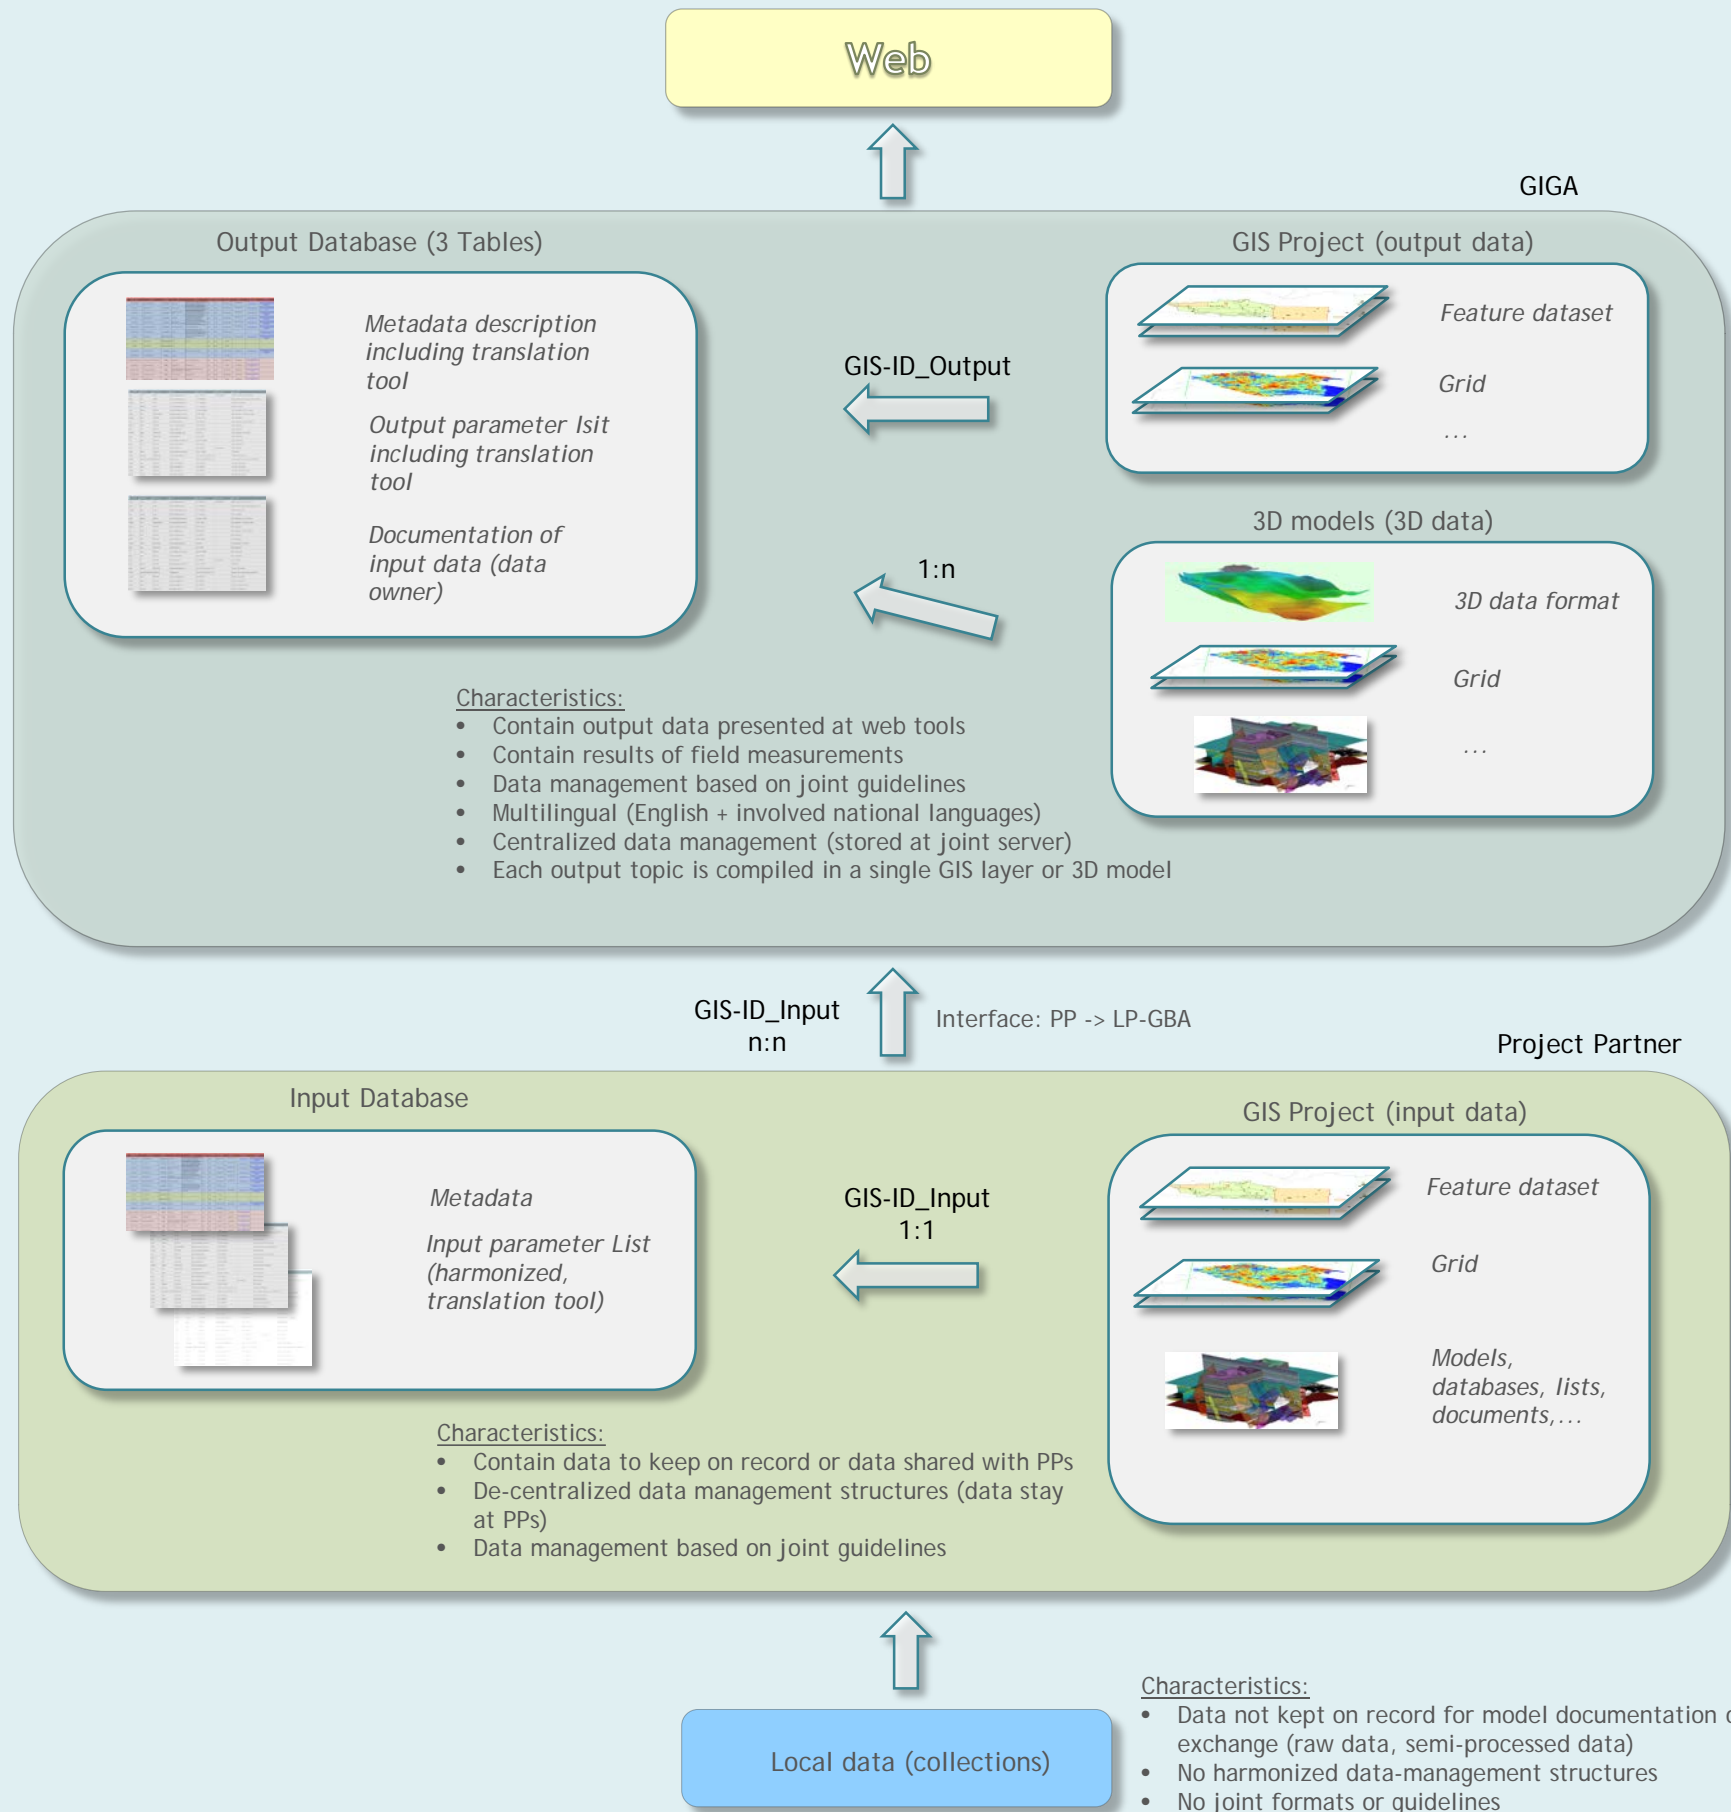 Web
GIGA
Output Database (3 Tables)
Metadata description
including translation
tool
Output parameter lsit
including translation
tool
Documentation of
input data (data
owner)
GIS-ID_Output
1:n
GIS Project (output data)
Feature dataset
Grid
...
3D models (3D data)
3D data format
Grid
...
Characteristics:
• Contain output data presented at web tools
• Contain results of field measurements
• Data management based on joint guidelines
• Multilingual (English + involved national languages)
• Centralized data management (stored at joint server)
• Each output topic is compiled in a single GIS layer or 3D model
GIS-ID_Input
n:n
Interface: PP -> LP-GBA
Project Partner
Input Database
Metadata
Input parameter List
(harmonized,
translation tool)
GIS-ID_Input
1:1
GIS Project (input data)
Feature dataset
Grid
Models,
databases, lists,
documents,...
Characteristics:
• Contain data to keep on record or data shared with PPs
• De-centralized data management structures (data stay
at PPs)
• Data management based on joint guidelines
Local data (collections)
Characteristics:
• Data not kept on record for model documentation
exchange (raw data, semi-processed data)
• No harmonized data-management structures
• No joint formats or guidelines